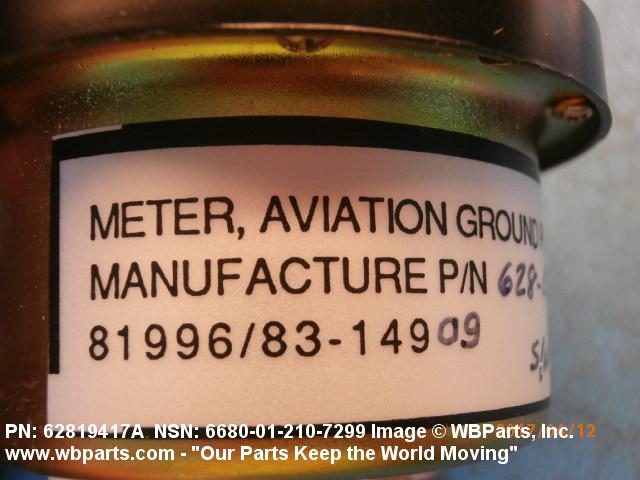 METER, AVIATION GROUND
MANUFACTURE P/N 628-
81996/83-14909
PN: 62819417A NSN: 6680-01-210-7299 Image © WBParts, Inc.
www.wbparts.com - "Our Parts Keep the World Moving"